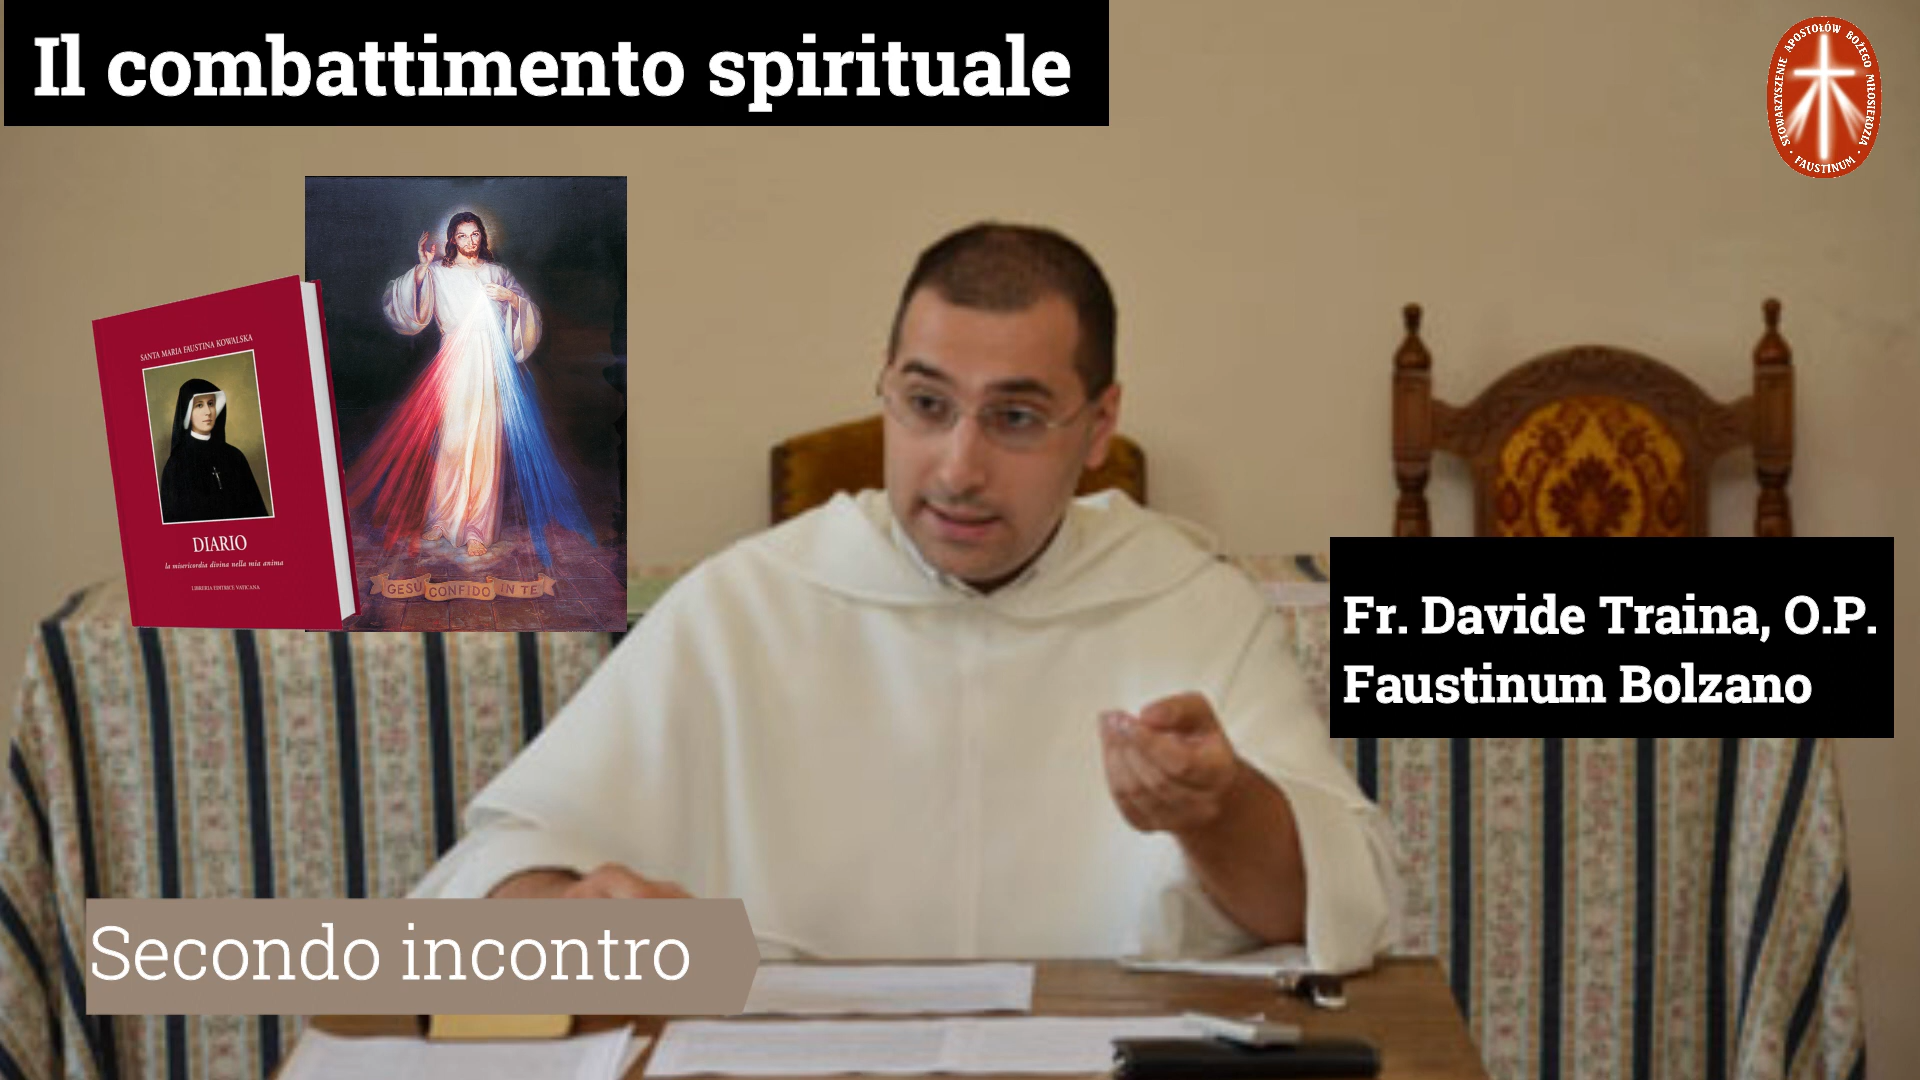 Il combattimento spirituale
STOWARZYSZENIE APOSTOŁÓW BOŻEGO MIŁOSIERDZIA
· FAUSTINUM ·
SANTA MARIA FAUSTINA KOWALSKA
DIARIO
la misericordia divina nella mia anima
LIBRERIA EDITRICE VATICANA
GESÙ CONFIDO IN TE
Fr. Davide Traina, O.P.
Faustinum Bolzano
Secondo incontro